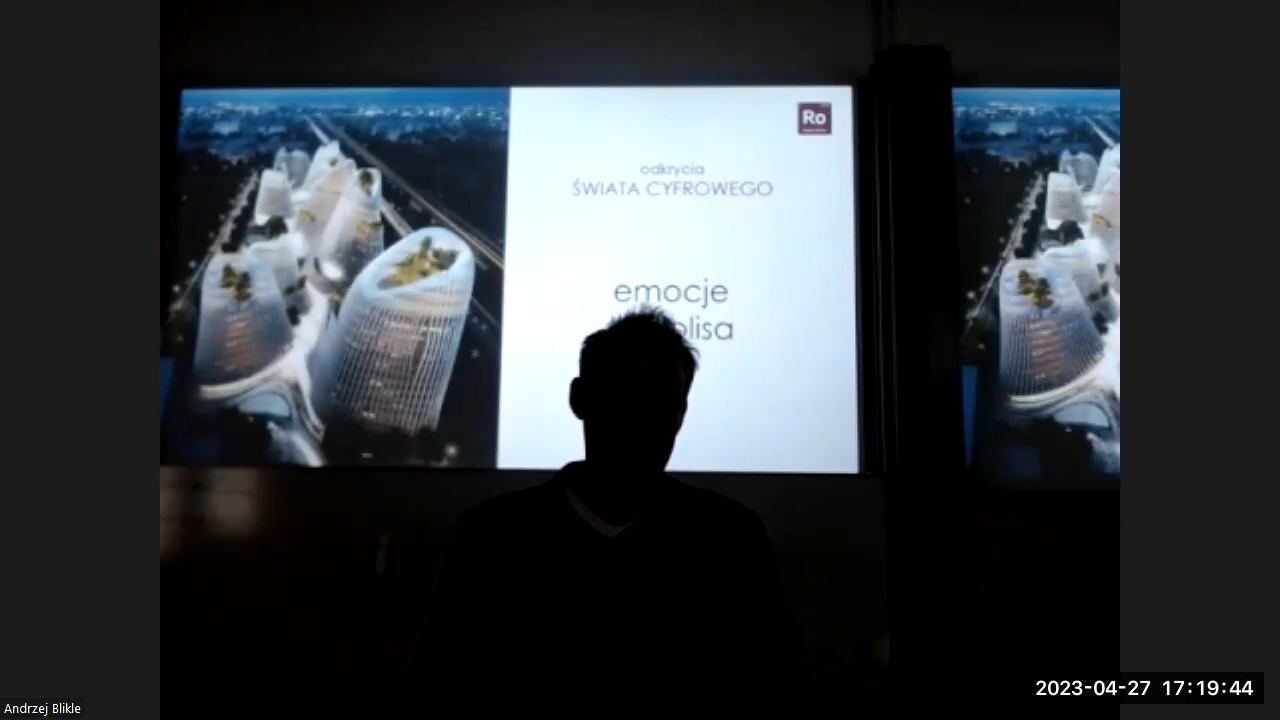 Ro
odkrycia
ŚWIATA CYFROWEGO
emocje
Andrzej Blikle
2023-04-27 17:19:44